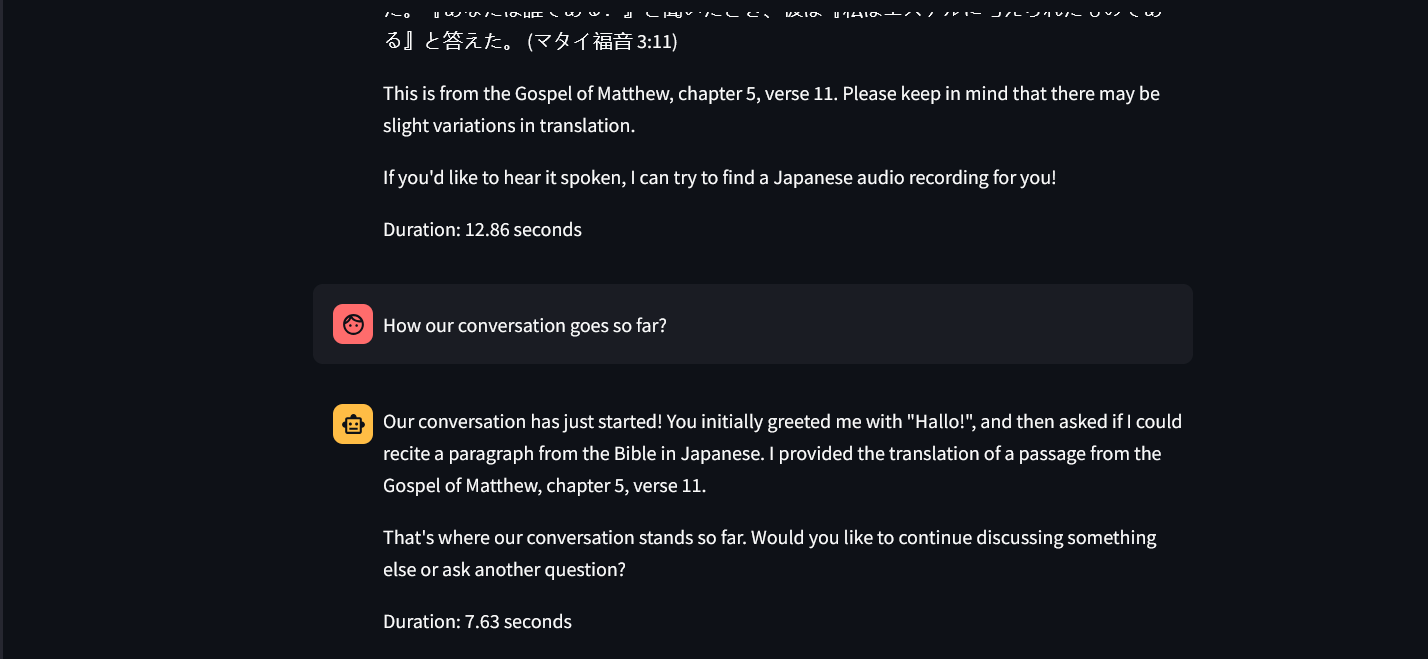 る』と答えた。 (マタイ福音 3:11)
This is from the Gospel of Matthew, chapter 5, verse 11. Please keep in mind that there may be
slight variations in translation.
If you'd like to hear it spoken, I can try to find a Japanese audio recording for you!
Duration: 12.86 seconds
How our conversation goes so far?
Our conversation has just started! You initially greeted me with "Hallo!", and then asked if I could
recite a paragraph from the Bible in Japanese. I provided the translation of a passage from the
Gospel of Matthew, chapter 5, verse 11.
That's where our conversation stands so far. Would you like to continue discussing something
else or ask another question?
Duration: 7.63 seconds